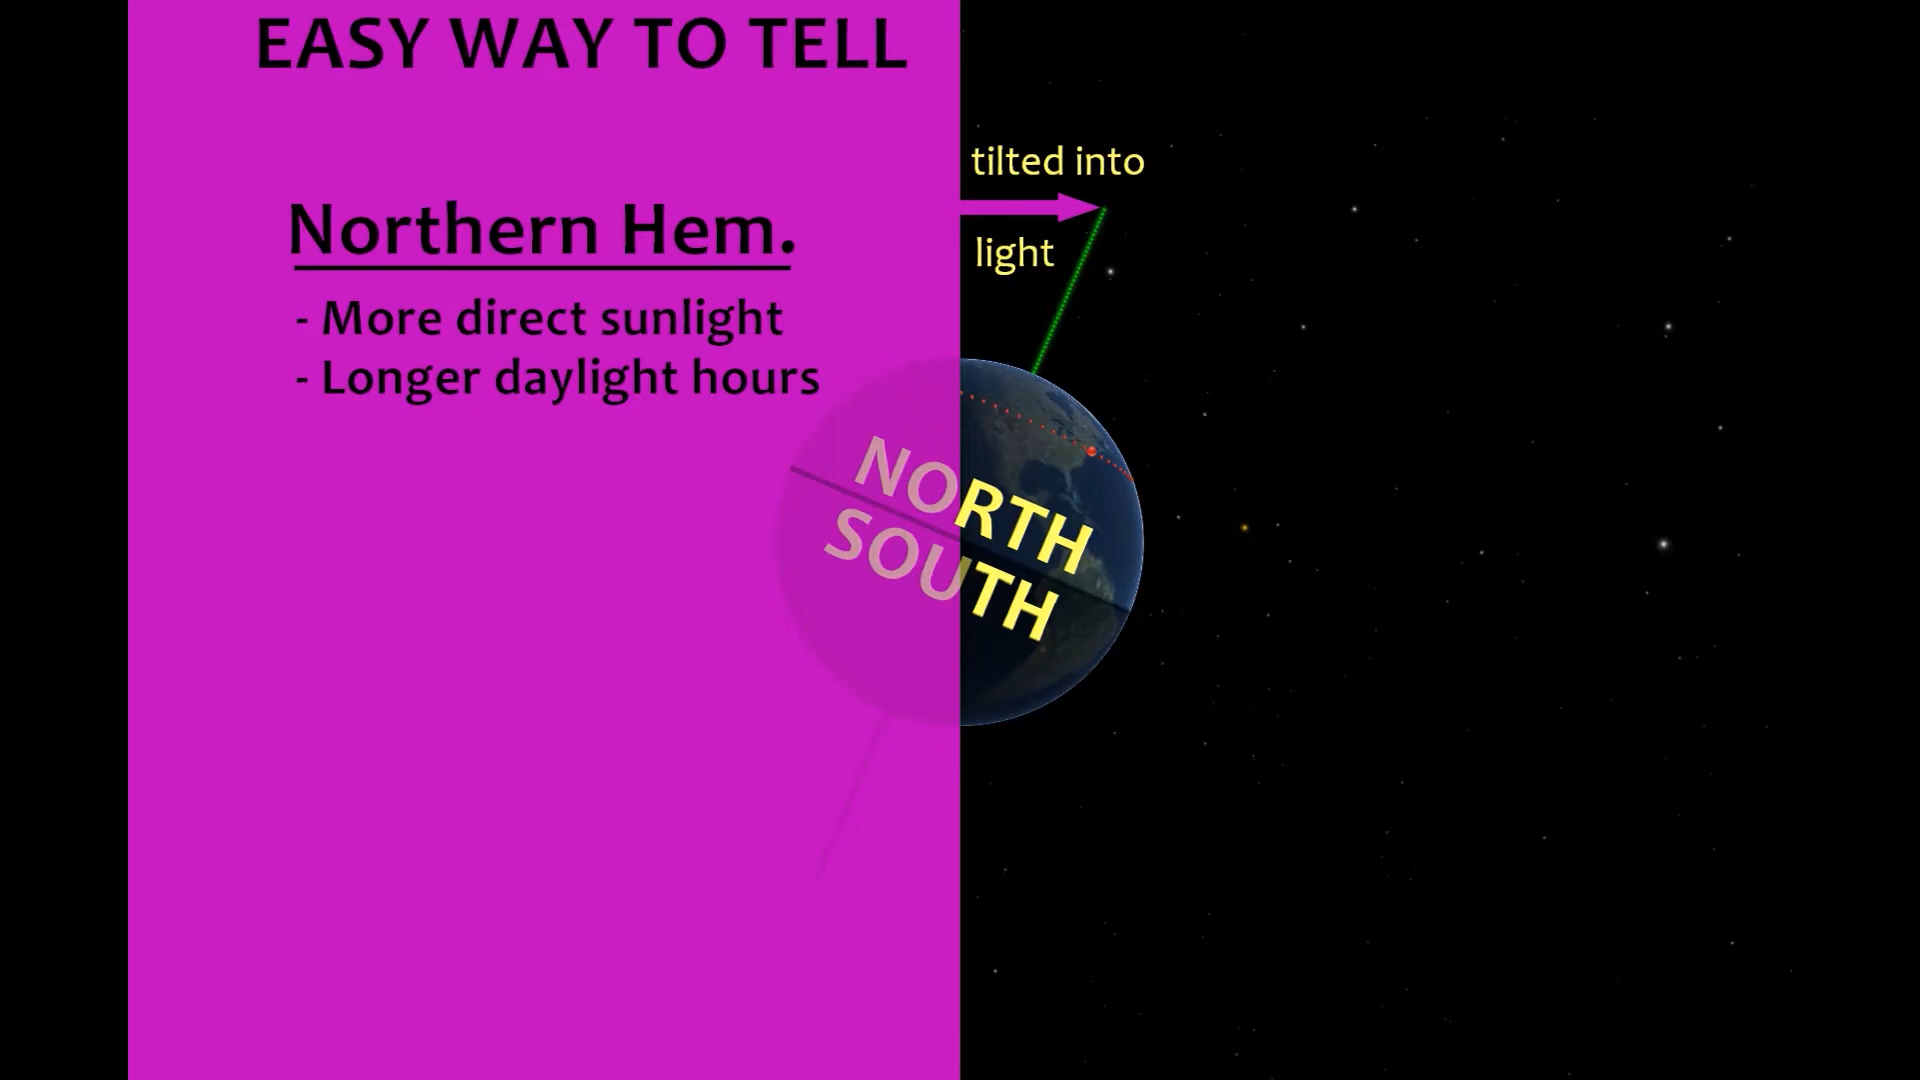 EASY WAY TO TELL
Northern Hem.
- More direct sunlight
- Longer daylight hours
tilted into
light
NORTH
SOUTH